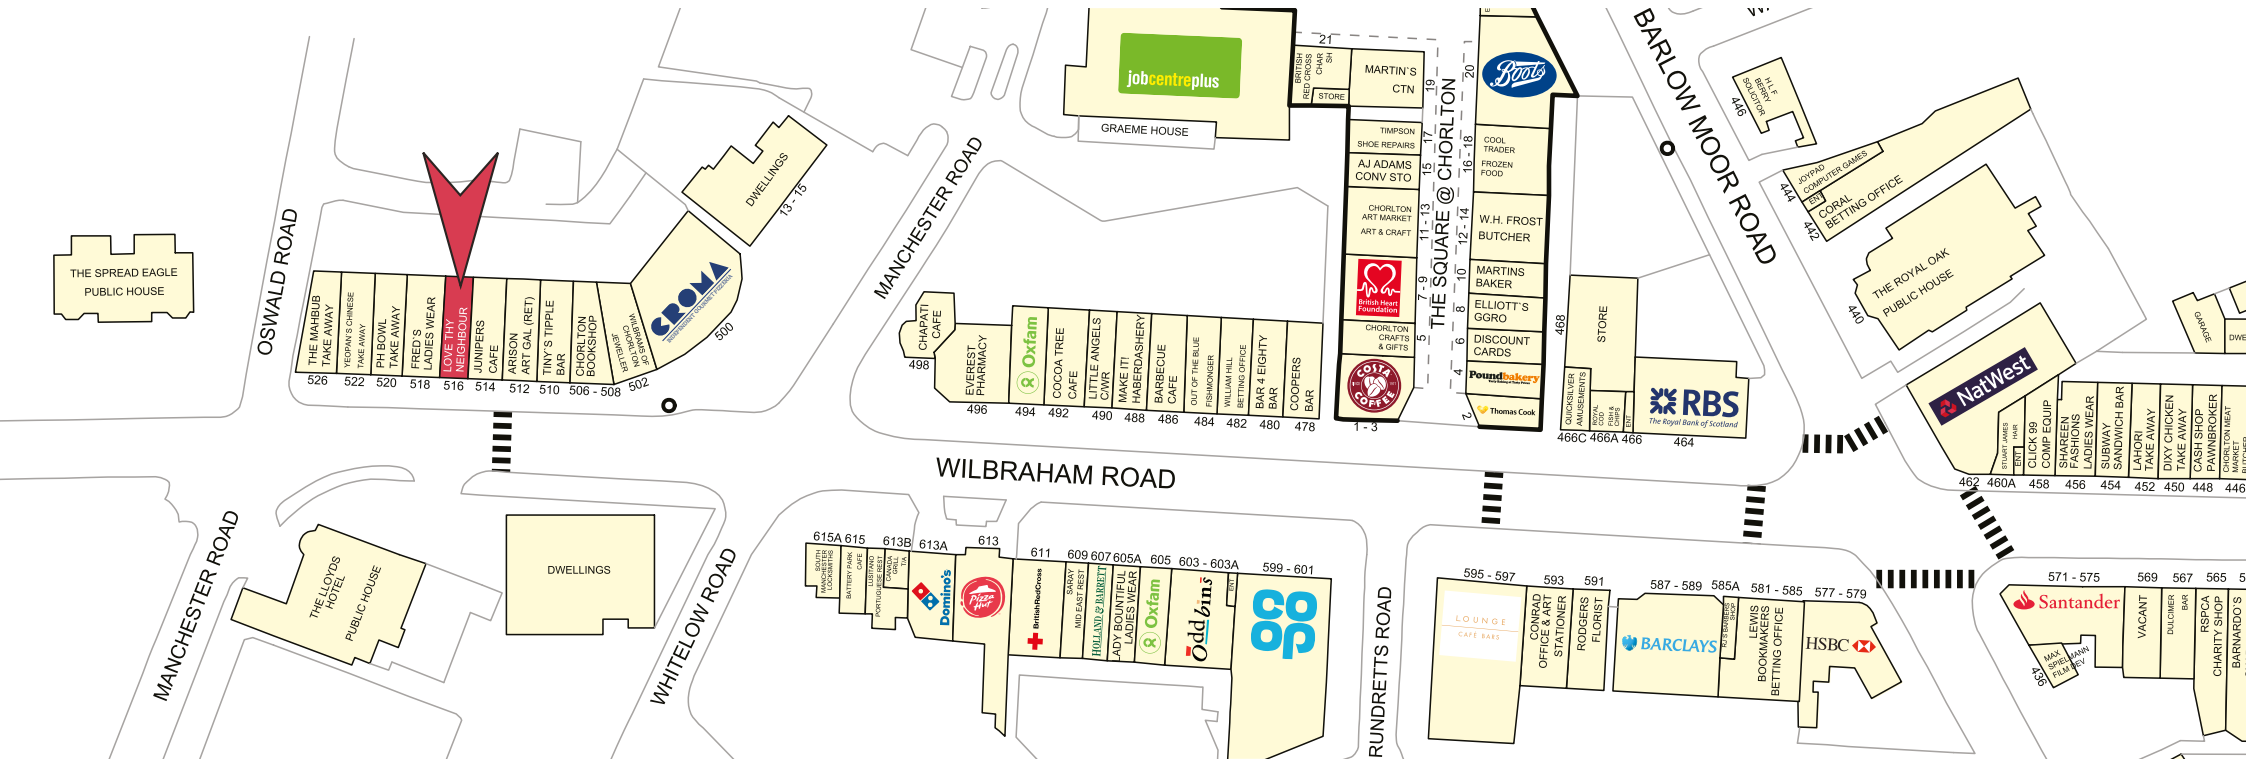 THE SPREAD EAGLE
PUBLIC HOUSE
OSWALD ROAD
THE MAHBUB
TAKE AWAY
526
YEOPAN'S CHINESE
TAKE AWAY
522
PH BOWL
TAKE AWAY
520
FRED'S
LADIES WEAR
518
LOVE THY
NEIGHBOUR
516
JUNIPERS
CAFE
514
ARISON
ART GAL (RET)
512
TINY'S TIPPLE
BAR
510
CHORLTON
BOOKSHOP
506 - 508
WILBRAMS OF
CHORLTON
JEWELLER
502
CROMA
500
DWELLINGS
13 - 15
MANCHESTER ROAD
CHAPATI
CAFE
498
EVEREST
PHARMACY
496
Oxfam
494
COCOA TREE
CAFE
492
LITTLE ANGELS
C/WR
490
MAKE IT!
HABERDASHERY
488
BARBECUE
CAFE
486
OUT OF THE BLUE
FISHMONGER
484
WILLIAM HILL
BETTING OFFICE
482
BAR 4 EIGHTY
BAR
480
COOPERS
BAR
478
jobcentreplus
GRAEME HOUSE
21
BRITISH
RED CROSS
CHAR
SH
STORE
MARTIN'S
CTN
19
TIMPSON
SHOE REPAIRS
17
AJ ADAMS
CONV STO
15
CHORLTON
ART MARKET
ART & CRAFT
11 - 13
British Heart
Foundation
7 - 9
CHORLTON
CRAFTS
& GIFTS
5
COSTA
COFFEE
1 - 3
THE SQUARE @ CHORLTON
Boots
20
COOL
TRADER
FROZEN
FOOD
16 - 18
W.H. FROST
BUTCHER
12 - 14
MARTINS
BAKER
10
ELLIOTT'S
GGRO
8
DISCOUNT
CARDS
6
Poundbakery
4
Thomas Cook
2
BARLOW MOOR ROAD
468
STORE
QUICKSILVER
AMUSEMENTS
466C
ROYAL
COD
FISH &
CHIPS
466A
ENT
466
RBS
The Royal Bank of Scotland
464
H L F
BERRY
SOLICITOR
446
JOYPAD
COMPUTER GAMES
444
ENT
CORAL
BETTING OFFICE
442
THE ROYAL OAK
PUBLIC HOUSE
440
GARAGE
DWE
NatWest
462
STUART JAMES
HAIR
ENT
460A
CLICK 99
COMP EQUIP
458
SHAREEN
FASHIONS
LADIES WEAR
456
SUBWAY
SANDWICH BAR
454
LAHORI
TAKE AWAY
452
DIXY CHICKEN
TAKE AWAY
450
CASH SHOP
PAWNBROKER
448
CHORLTON MEAT
MARKET
BUTCHER
446
WILBRAHAM ROAD
MANCHESTER ROAD
THE LLOYDS
HOTEL
PUBLIC HOUSE
DWELLINGS
WHITELOW ROAD
615A
SOUTH
MANCHESTER
LOCKSMITHS
615
BATTERY PARK
CAFE
LUSITANO
PORTUGUESE REST
613B
CANADA
GRILL
T/A
613A
Domino's
613
Pizza
Hut
611
BritishRedCross
609
SARAY
MID EAST REST
607
HOLLAND & BARRETT
605A
LADY BOUNTIFUL
LADIES WEAR
605
Oxfam
603 - 603A
Oddbins
ENT
599 - 601
CO
OP
RUNDRETTS ROAD
595 - 597
LOUNGE
CAFE BARS
593
CONRAD
OFFICE & ART
STATIONER
591
RODGERS
FLORIST
587 - 589
BARCLAYS
585A
581 - 585
LEWIS
BOOKMAKERS
BETTING OFFICE
577 - 579
HSBC
571 - 575
Santander
MAX
SPIELMANN
FILM DEV
436
569
VACANT
567
DULCIMER
BAR
565
RSPCA
CHARITY SHOP
BERNARDO'S